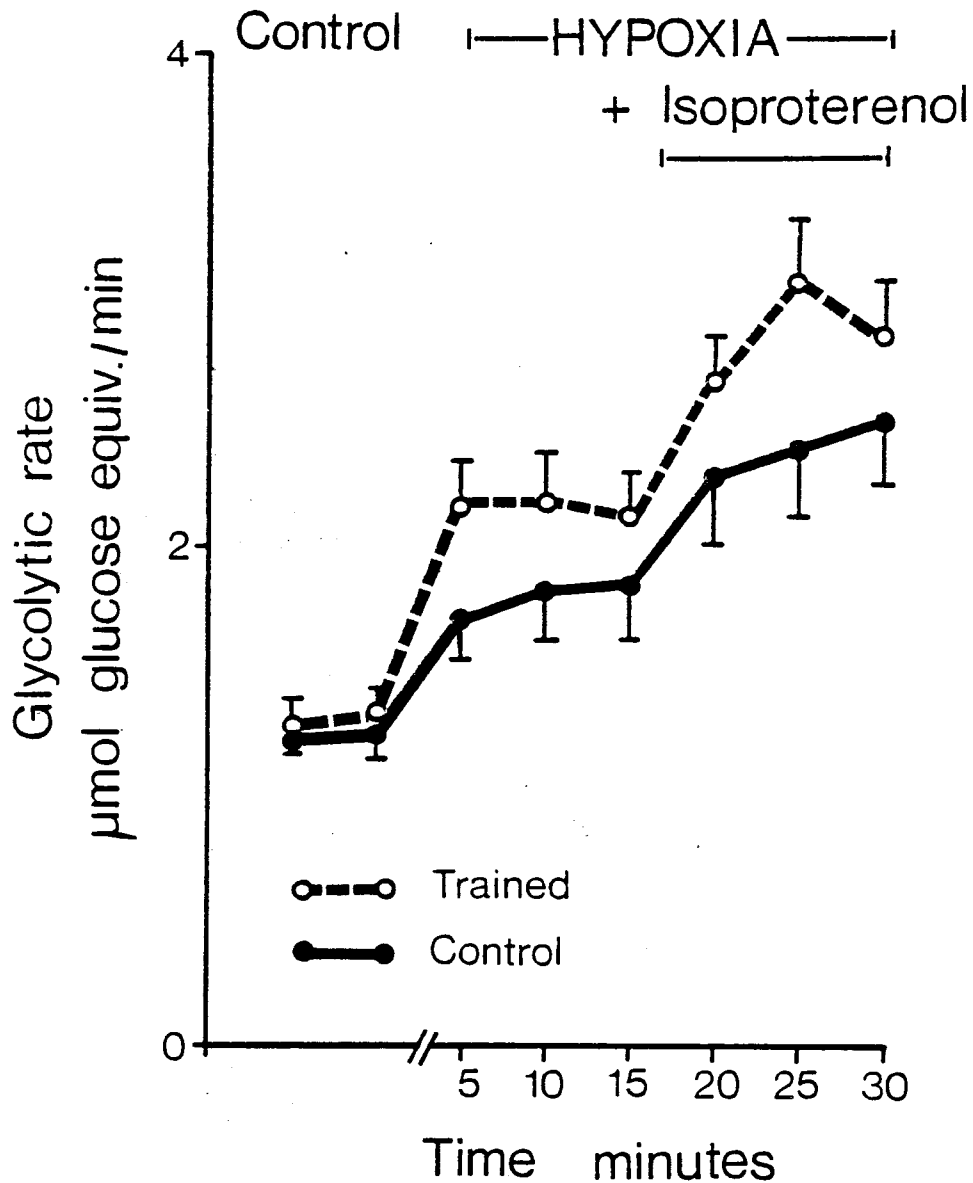 Control HYPOXIA
+ Isoproterenol
4
2
0
Glycolytic rate
µmol glucose equiv./min
Trained
Control
5 10 15 20 25 30
Time minutes